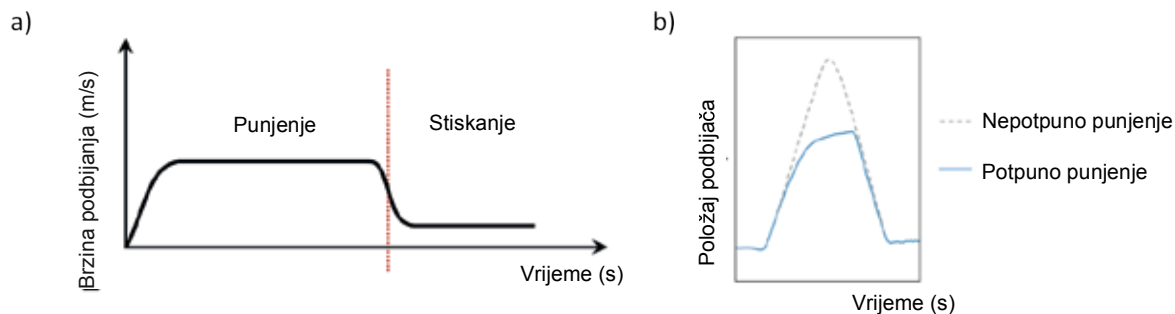 a)
Brzina podbijanja (m/s)
Punjenje
Stiskanje
Vrijeme (s)
b)
Položaj podbijača
Nepotpuno punjenje
Potpuno punjenje
Vrijeme (s)